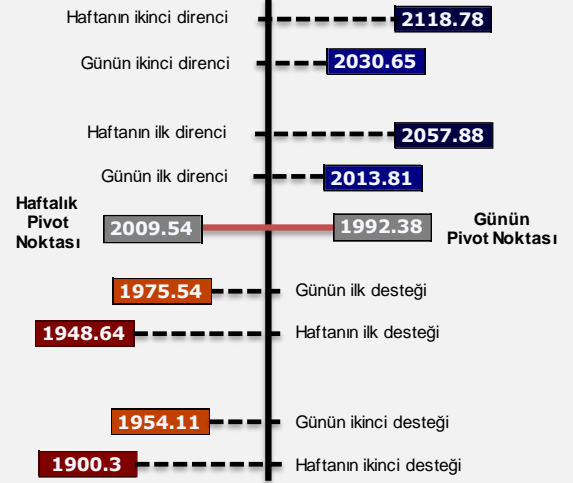 Haftanın ikinci direnci 2118.78
Günün ikinci direnci 2030.65
Haftanın ilk direnci 2057.88
Günün ilk direnci 2013.81
Haftalık
Pivot
Noktası
2009.54
1992.38
Günün
Pivot Noktası
1975.54 Günün ilk desteği
1948.64 Haftanın ilk desteği
1954.11 Günün ikinci desteği
1900.3 Haftanın ikinci desteği